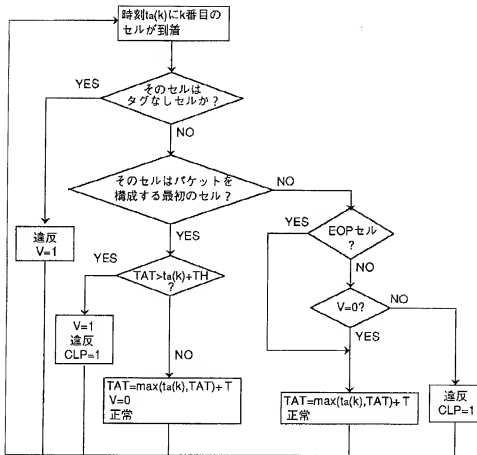 時刻ta(k)にk番目の
セルが到着
そのセルは
タグなしセルか？
YES
NO
そのセルはパケットを
構成する最初のセル？
NO
YES
違反
V=1
YES
TAT>ta(k)+TH
?
NO
YES
EOPセル
?
NO
V=0?
NO
YES
V=1
違反
CLP=1
TAT=max(ta(k),TAT)+T
V=0
正常
TAT=max(ta(k),TAT)+T
正常
違反
CLP=1